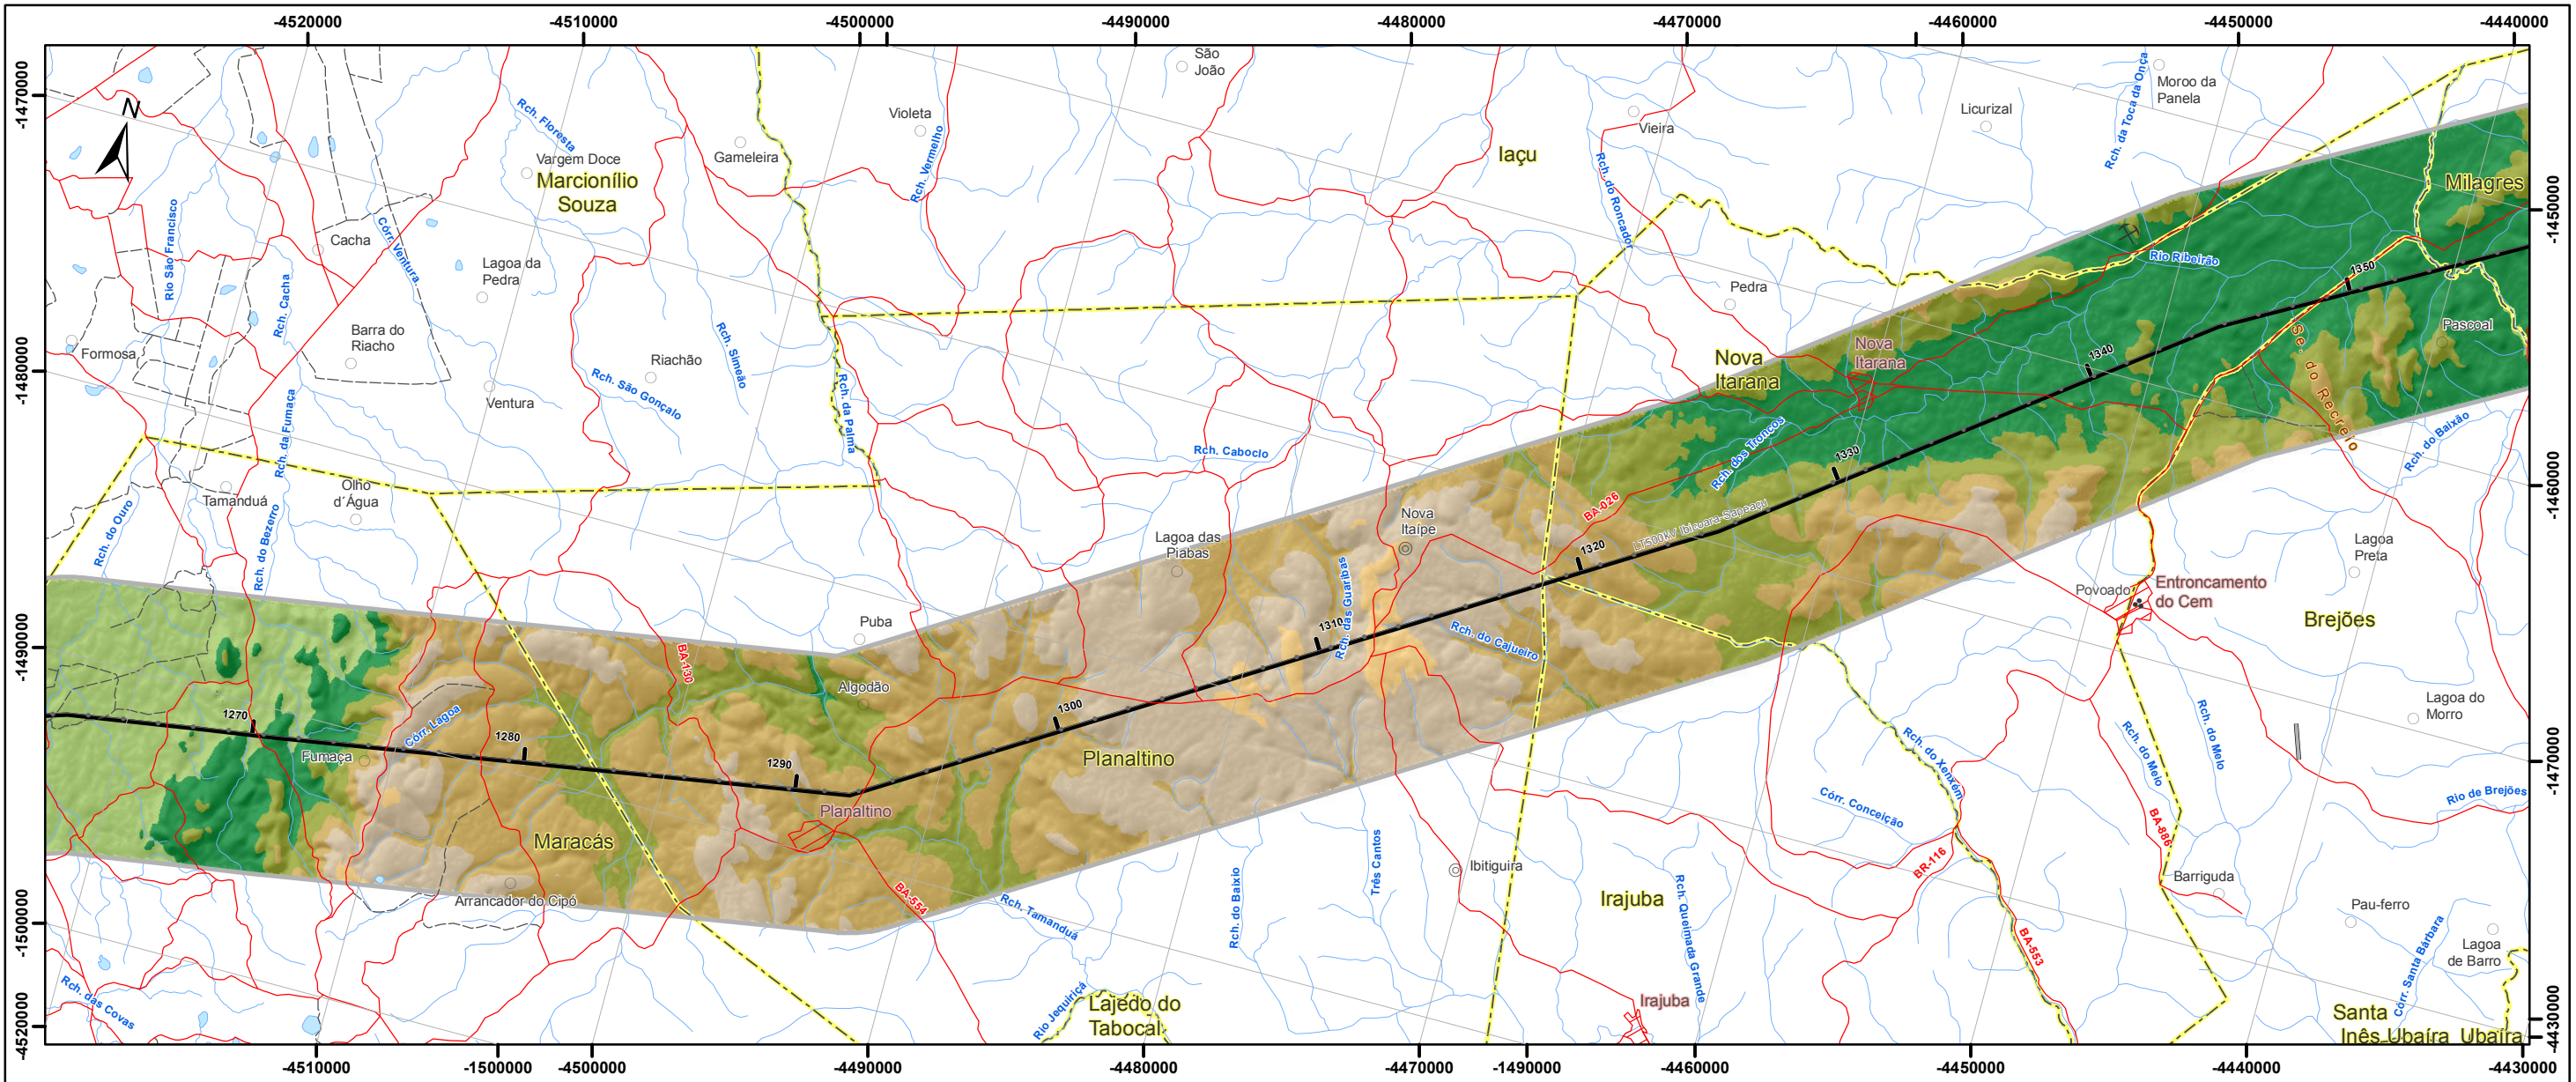 -4520000 -4510000 -4500000 -4490000 -4480000 -4470000 -4460000 -4450000 -4440000
-1470000
-1480000
-1490000
-1500000
-4520000
N
São
João
Moroo da
Panela
Licurizal
Vieira
Violeta
Gameleira
Rch. Floresta
Vargem Doce
Marcionílio
Souza
Rch. Vermelho
Iaçu
Rch. do Roncador
Rch. da Toca da Onça
Milagres
-1450000
Rio São Francisco
Cacha
Córr. Ventura
Rch. Cacha
Lagoa da
Pedra
Pedra
Rio Ribeirão
1350
Formosa
Barra do
Riacho
Riachão
Rch. Simeão
Rch. São Gonçalo
Rch. da Palma
Ventura
Nova
Itarana
Nova
Itarana
1340
Pascoal
Se. do Recreio
Rch. da Fumaça
Tamanduá
Olho
d´Água
Rch. do Ouro
Rch. do Bezerro
Rch. Caboclo
Rch. dos Troncos
1330
Rch. do Baixão
-1460000
Lagoa das
Piabas
Nova
Itaípe
BA-026
LT500kV Ibicoara-Sapeaçu
1320
Lagoa
Preta
Povoado
Entroncamento
do Cem
Brejões
Puba
Rch. das Guaribas
1310
Rch. do Cajueiro
BA-130
Algodão
1300
1270
Córr. Lagoa
1280
Fumaça
1290
Planaltino
Planaltino
Maracás
Lagoa do
Morro
Rch. do Xenxém
Rch. do Meio
Rch. do Meio
-1470000
Córr. Conceição
Rio de Brejões
BA-886
BR-116
Ibitiguira
Três Cantos
Rch. do Baixio
Arrancador do Cipó
BA-554
Rch. Tamanduá
Irajuba
Rch. Queimada Grande
Barriguda
Pau-ferro
BA-553
Córr. Santa Bárbara
Lagoa
de Barro
Rch. das Covas
Rio Jequiriçá
Lajedo do
Tabocal
Irajuba
Santa
Inês
Ubaíra
Ubaíra
-4430000
-4510000 -1500000 -4500000 -4490000 -4480000 -4470000 -1490000 -4460000 -4450000 -4440000 -4430000